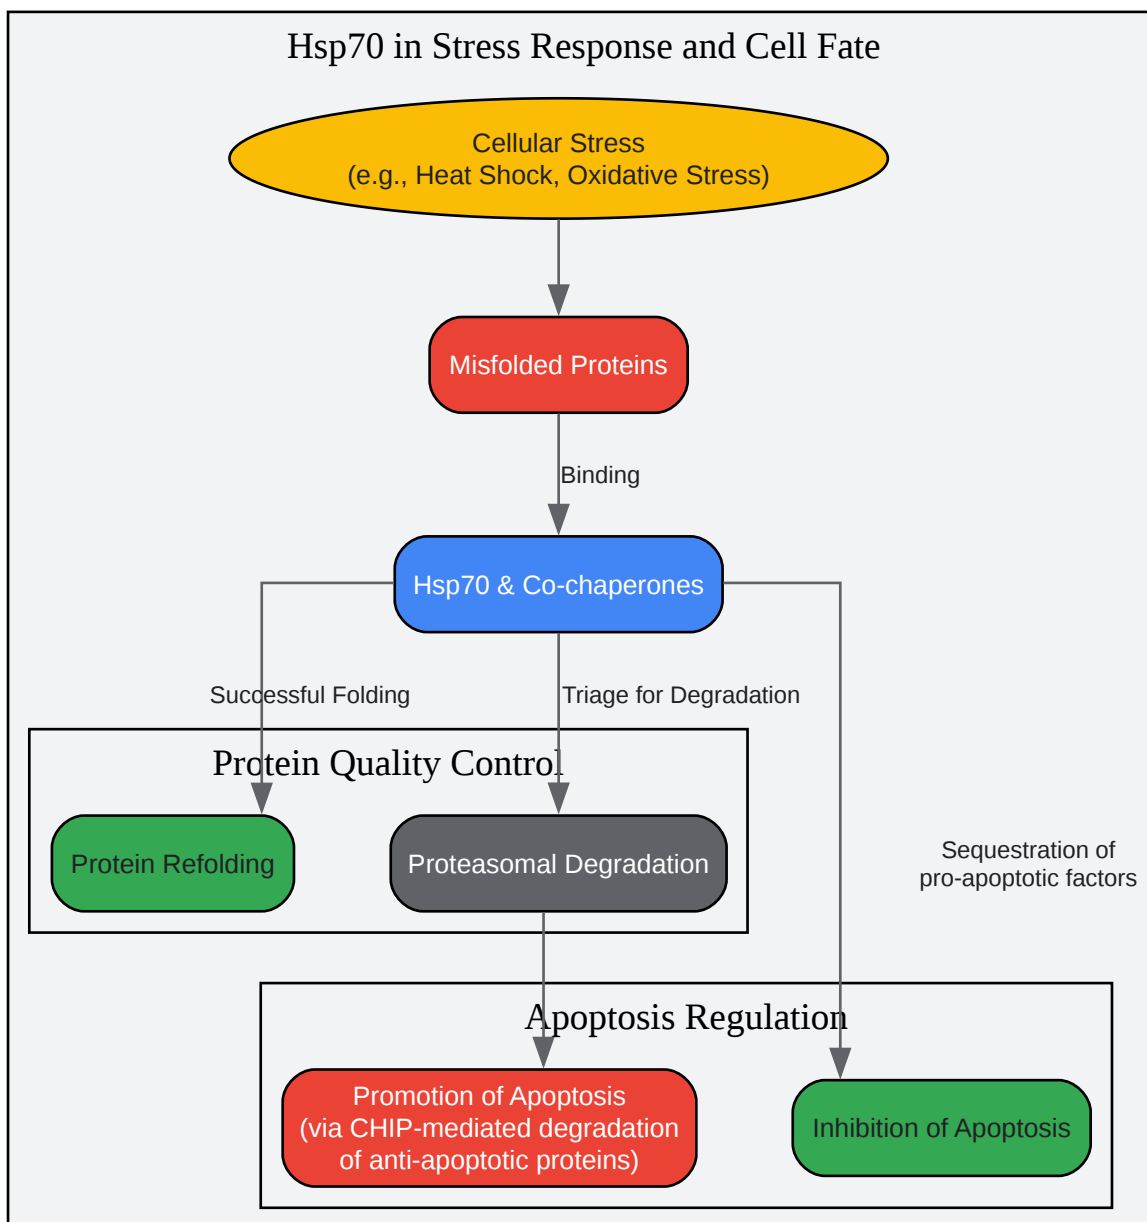 Hsp70 in Stress Response and Cell Fate
Cellular Stress
(e.g., Heat Shock, Oxidative Stress)
Misfolded Proteins
Binding
Hsp70 & Co-chaperones
Successful Folding
Triage for Degradation
Protein Quality Control
Protein Refolding
Proteasomal Degradation
Sequestration of
pro-apoptotic factors
Apoptosis Regulation
Promotion of Apoptosis
(via CHIP-mediated degradation
of anti-apoptotic proteins)
Inhibition of Apoptosis